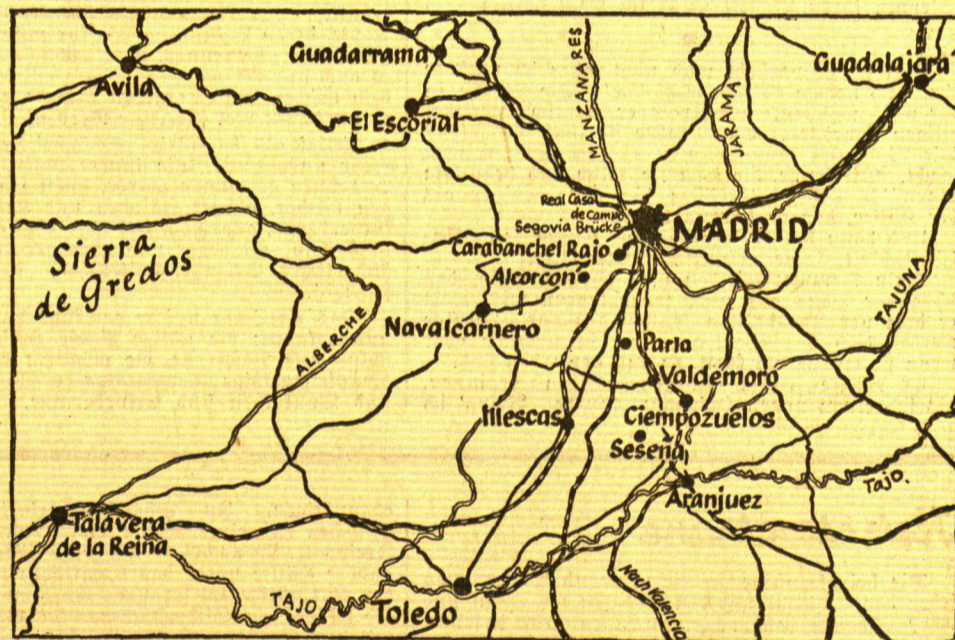 Guadarrama
Avila
El Escorial
MANZANARES
JARAMA
Guadalajara
Real Casa
de Campo
Segovia Brücke
MADRID
Carabanchel Rajo
Alcorcon
Sierra
de Gredos
ALBERCHE
Navalcarnero
TAJUNA
Parla
Valdemoro
Illescas
Ciempozuelos
Seseña
Aranjuez
Tajo.
Talavera
de la Reina
TAJO
Toledo
Nach Valencia